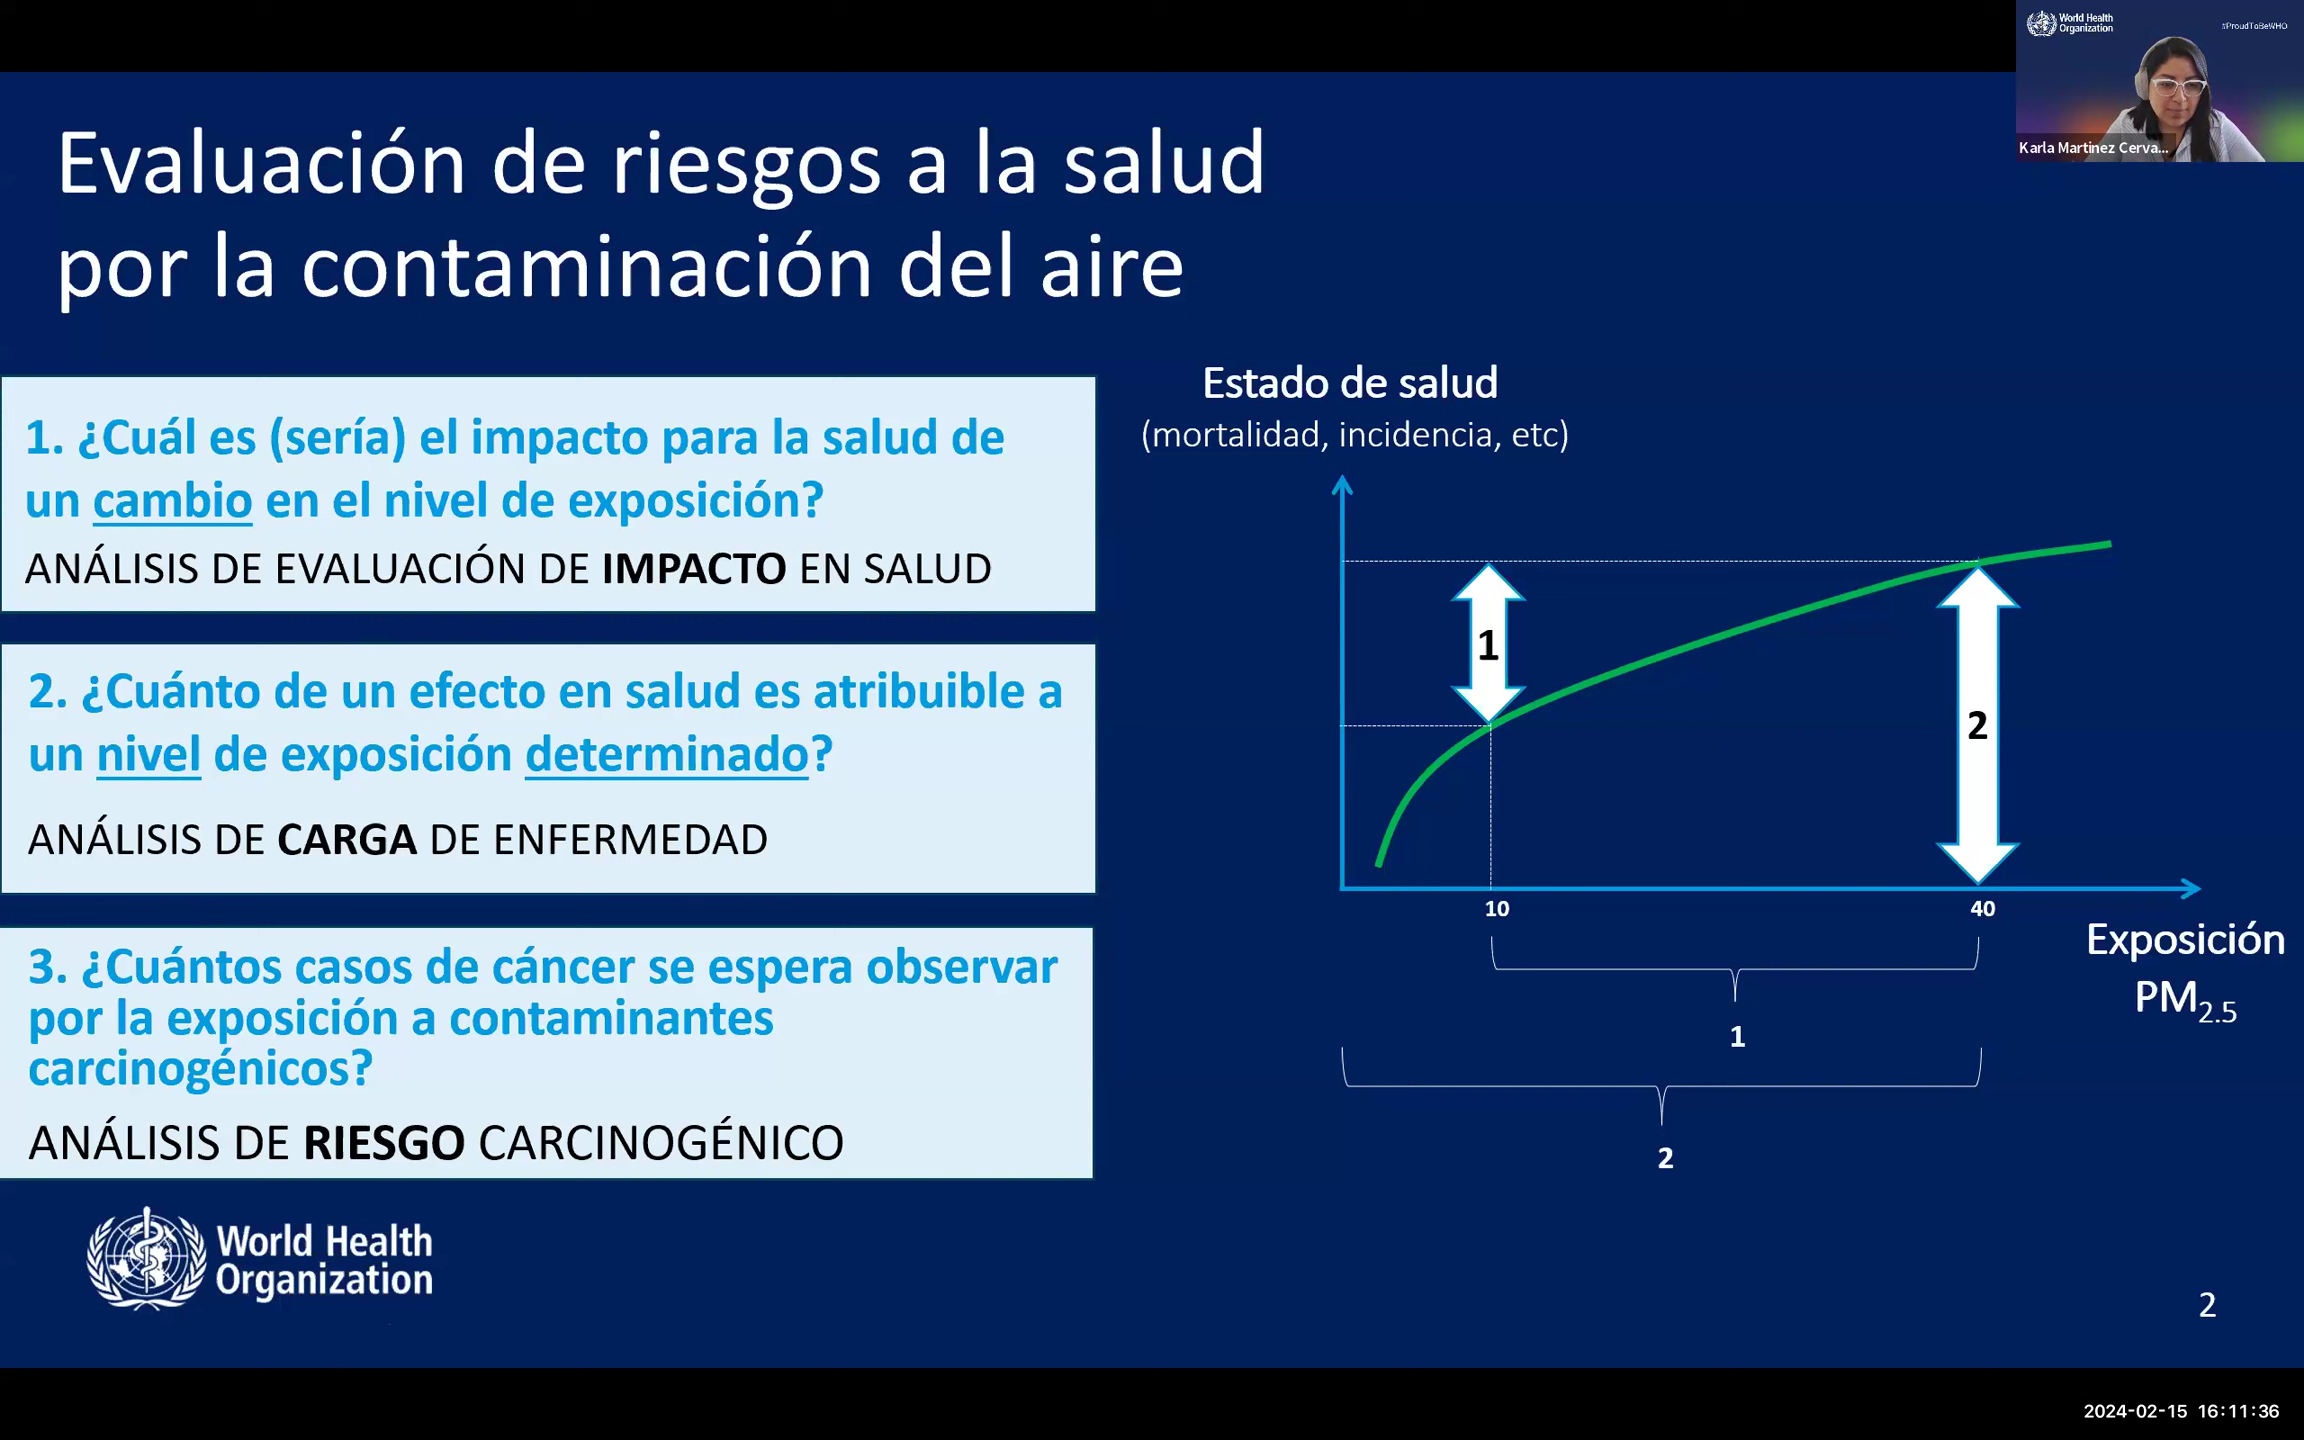 World Health
Organization
#ProudToBeWHO
Karla Martinez Cerva...
Evaluación de riesgos a la salud
por la contaminación del aire
1. ¿Cuál es (sería) el impacto para la salud de
un cambio en el nivel de exposición?
ANÁLISIS DE EVALUACIÓN DE IMPACTO EN SALUD
2. ¿Cuánto de un efecto en salud es atribuible a
un nivel de exposición determinado?
ANÁLISIS DE CARGA DE ENFERMEDAD
3. ¿Cuántos casos de cáncer se espera observar
por la exposición a contaminantes
carcinogénicos?
ANÁLISIS DE RIESGO CARCINOGÉNICO
Estado de salud
(mortalidad, incidencia, etc)
1
2
10
40
Exposición
PM2.5
1
2
World Health
Organization
2
2024-02-15 16:11:36